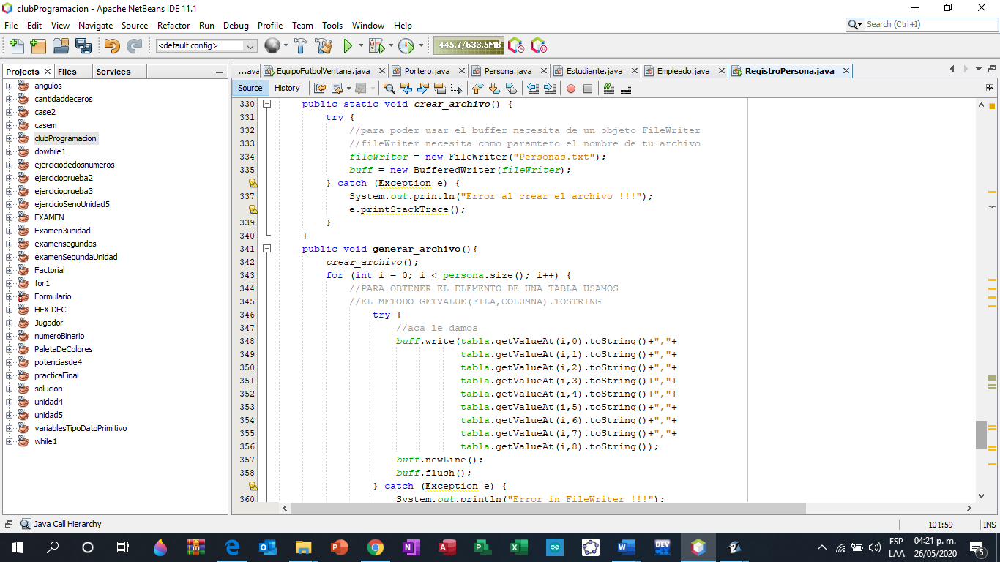 clubProgramacion - Apache NetBeans IDE 11.1
File Edit View Navigate Source Refactor Run Debug Profile Team Tools Window Help
Search (Ctrl+I)
<default config>
445.7/633.5MB
Projects Files Services
...ava EquipoFutbolVentana.java Portero.java Persona.java Estudiante.java Empleado.java RegistroPersona.java
Source History
angulos
cantidaddeceros
case2
casem
clubProgramacion
dowhile1
ejerciciodedosnumeros
ejercicioprueba2
ejercicioprueba3
ejercicioSenoUnidad5
EXAMEN
Examen3unidad
examensegundas
examenSegundaUnidad
Factorial
for1
Formulario
HEX-DEC
Jugador
numeroBinario
PaletaDeColores
potenciasde4
practicaFinal
solucion
unidad4
unidad5
variablesTipoDatoPrimitivo
while1
330 public static void crear_archivo() {
331 try {
332 //para poder usar el buffer necesita de un objeto FileWriter
333 //fileWriter necesita como paramtero el nombre de tu archivo
334 fileWriter = new FileWriter("Personas.txt");
335 buff = new BufferedWriter(fileWriter);
} catch (Exception e) {
337 System.out.println("Error al crear el archivo !!!");
e.printStackTrace();
339 }
340 }
341 public void generar_archivo(){
342 crear_archivo();
343 for (int i = 0; i < persona.size(); i++) {
344 //PARA OBTENER EL ELEMENTO DE UNA TABLA USAMOS
345 //EL METODO GETVALUE(FILA,COLUMNA).TOSTRING
346 try {
347 //aca le damos
348 buff.write(tabla.getValueAt(i,0).toString()+","+
349 tabla.getValueAt(i,1).toString()+","+
350 tabla.getValueAt(i,2).toString()+","+
351 tabla.getValueAt(i,3).toString()+","+
352 tabla.getValueAt(i,4).toString()+","+
353 tabla.getValueAt(i,5).toString()+","+
354 tabla.getValueAt(i,6).toString()+","+
355 tabla.getValueAt(i,7).toString()+","+
356 tabla.getValueAt(i,8).toString());
357 buff.newLine();
358 buff.flush();
} catch (Exception e) {
360 System.out.println("Error in FileWriter !!!");
Java Call Hierarchy
101:59 INS
ESP 04:21 p. m.
LAA 26/05/2020 5